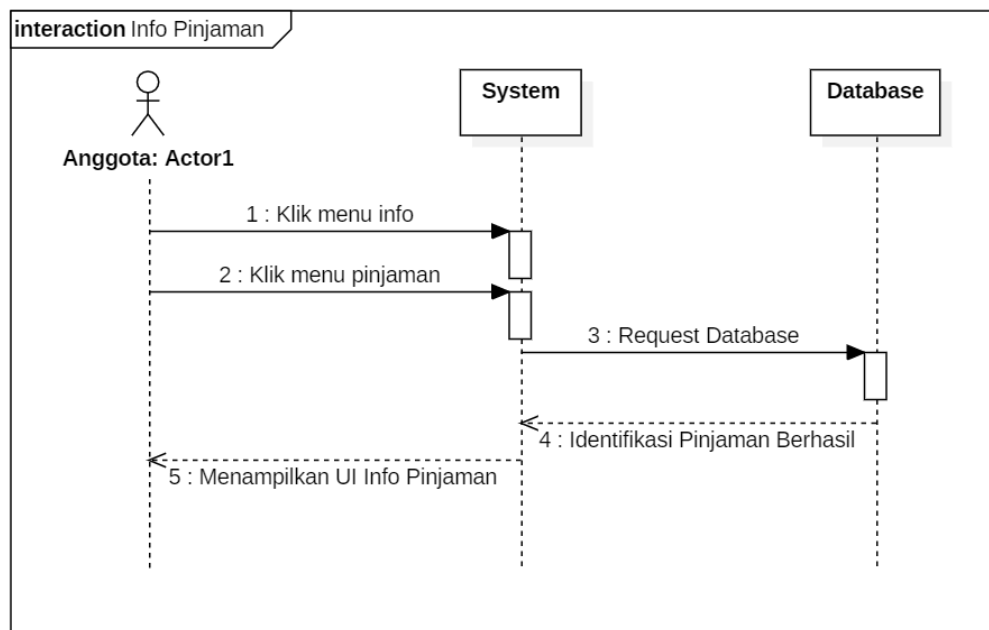 interaction Info Pinjaman
System
Database
Anggota: Actor1
1 : Klik menu info
2 : Klik menu pinjaman
3 : Request Database
4 : Identifikasi Pinjaman Berhasil
5 : Menampilkan UI Info Pinjaman